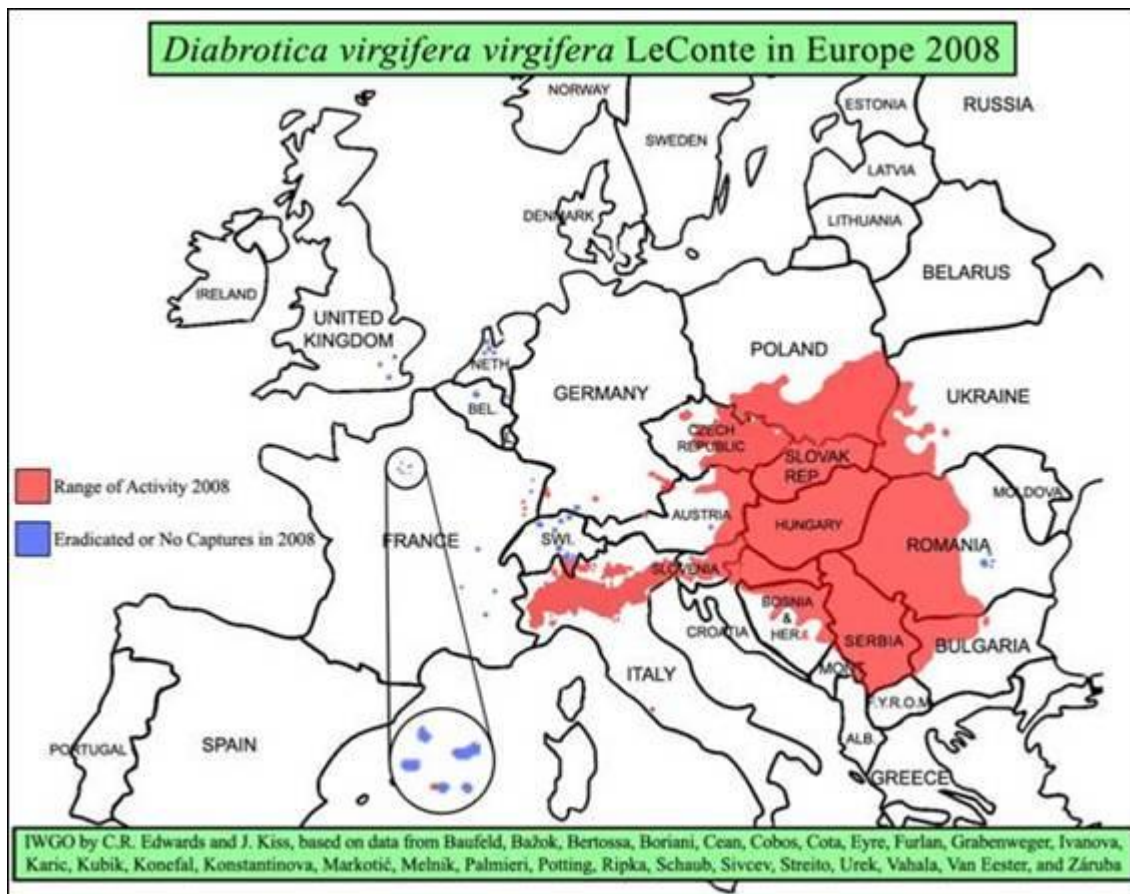 Diabrotica virgifera virgifera LeConte in Europe 2008
NORWAY
ESTONIA
RUSSIA
SWEDEN
LATVIA
DENMARK
LITHUANIA
BELARUS
IRELAND
UNITED
KINGDOM
NETH.
POLAND
GERMANY
BEL.
UKRAINE
CZECH
REPUBLIC
SLOVAK
REP.
Range of Activity 2008
MOLDOVA
AUSTRIA
HUNGARY
Eradicated or No Captures in 2008
FRANCE
SWI.
ROMANIA
SLOVENIA
BOSNIA
&
HER.
CROATIA
SERBIA
BULGARIA
ITALY
MONT.
F.Y.R.O.M
PORTUGAL
SPAIN
ALB.
GREECE
IWGO by C.R. Edwards and J. Kiss, based on data from Baufeld, Bažok, Bertossa, Boriani, Cean, Cobos, Cota, Eyre, Furlan, Grabenweger, Ivanova,
Karic, Kubik, Konefal, Konstantinova, Markotić, Melnik, Palmieri, Potting, Ripka, Schaub, Sivcev, Streito, Urek, Vahala, Van Eester, and Záruba